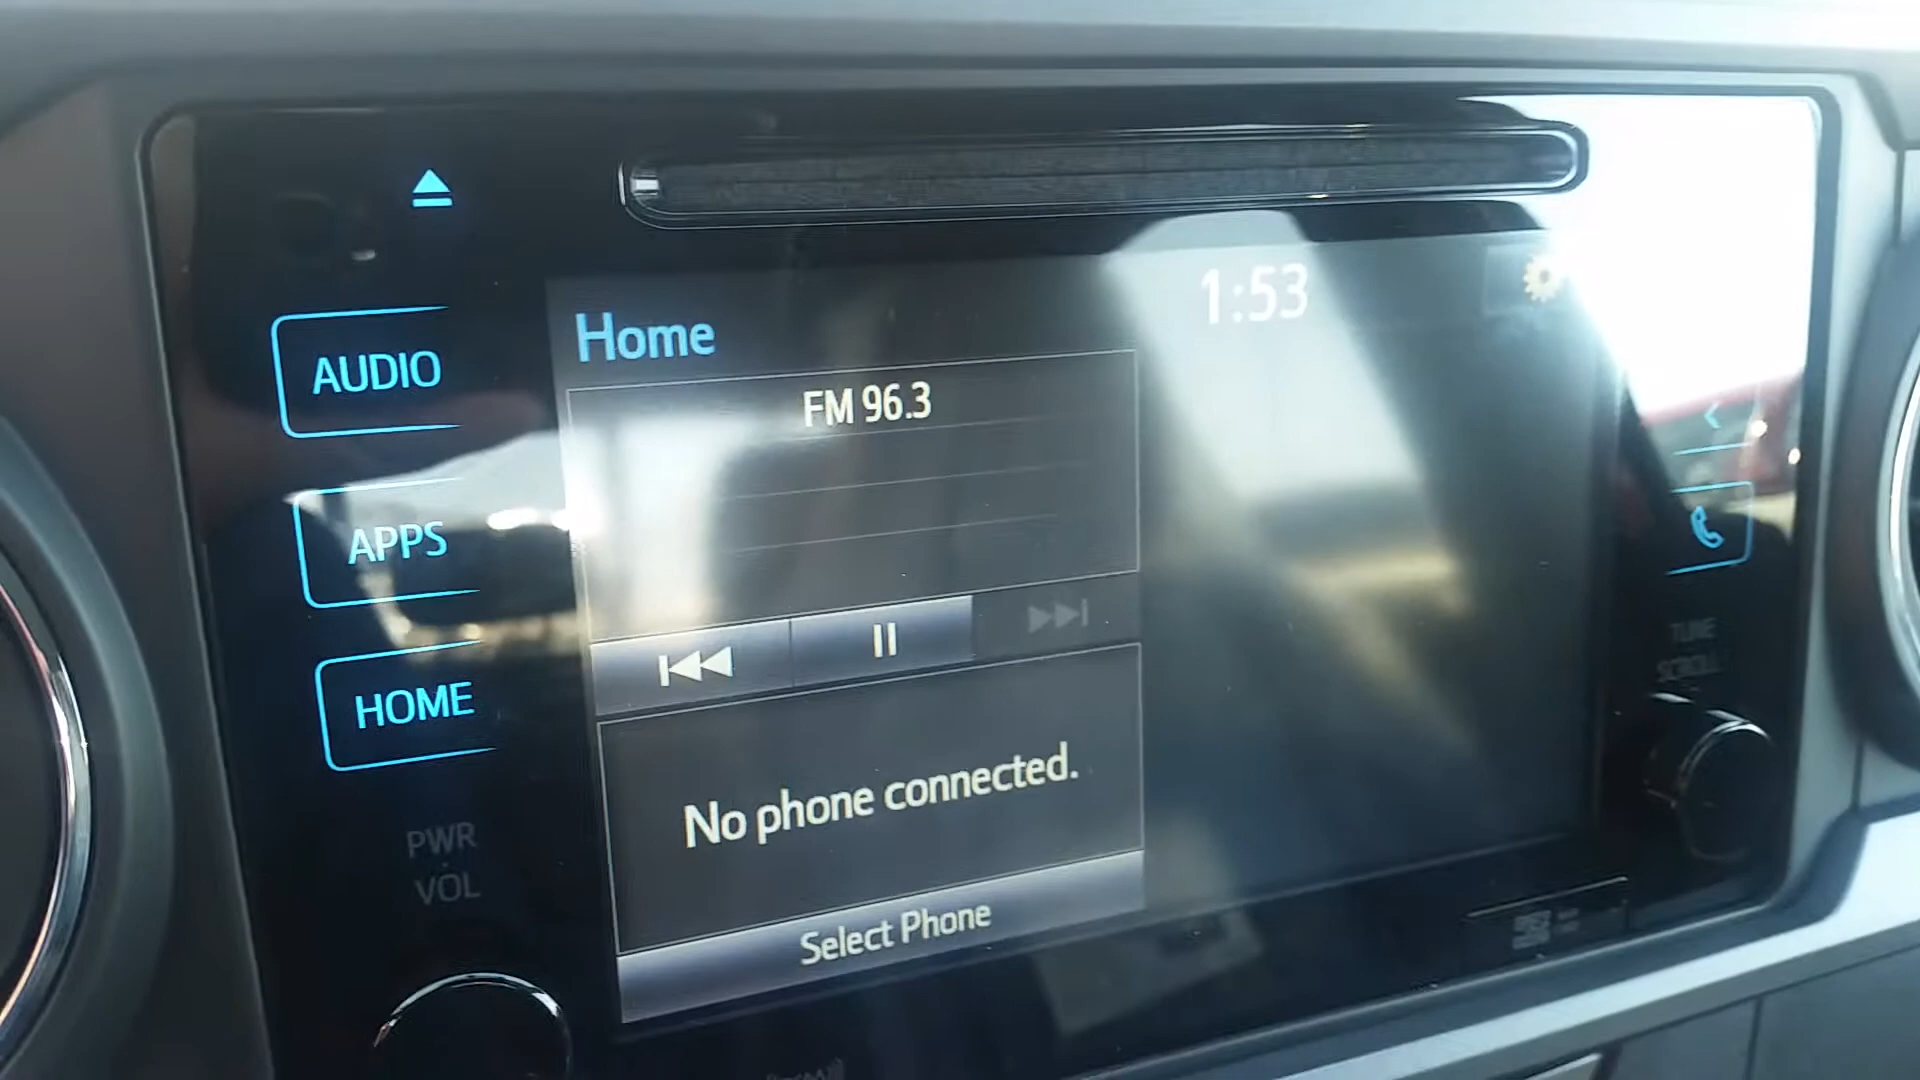 1:53
Home
AUDIO
FM 96.3
APPS
HOME
No phone connected.
TUNE
SCROLL
PWR
VOL
Select Phone